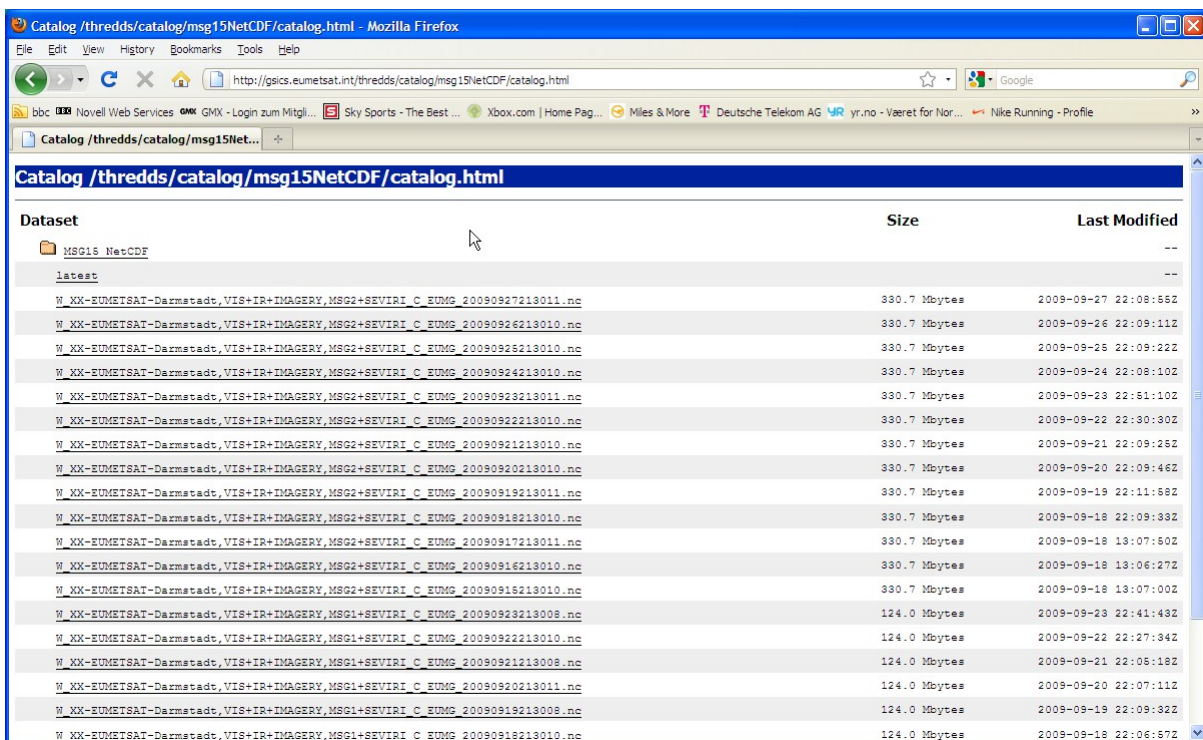 Catalog /thredds/catalog/msg15NetCDF/catalog.html - Mozilla Firefox
File Edit View History Bookmarks Tools Help
http://gsics.eumetsat.int/thredds/catalog/msg15NetCDF/catalog.html Google
bbc Novell Web Services GMX GMX - Login zum Mitgli... Sky Sports - The Best ... Xbox.com | Home Pag... Miles & More Deutsche Telekom AG yr.no - Været for Nor... Nike Running - Profile »
Catalog /thredds/catalog/msg15Net...
Catalog /thredds/catalog/msg15NetCDF/catalog.html
Dataset Size Last Modified
MSG15 NetCDF --
latest --
W_XX-EUMETSAT-Darmstadt,VIS+IR+IMAGERY,MSG2+SEVIRI_C_EUMG_20090927213011.nc 330.7 Mbytes 2009-09-27 22:08:55Z
W_XX-EUMETSAT-Darmstadt,VIS+IR+IMAGERY,MSG2+SEVIRI_C_EUMG_20090926213010.nc 330.7 Mbytes 2009-09-26 22:09:11Z
W_XX-EUMETSAT-Darmstadt,VIS+IR+IMAGERY,MSG2+SEVIRI_C_EUMG_20090925213010.nc 330.7 Mbytes 2009-09-25 22:09:22Z
W_XX-EUMETSAT-Darmstadt,VIS+IR+IMAGERY,MSG2+SEVIRI_C_EUMG_20090924213010.nc 330.7 Mbytes 2009-09-24 22:08:10Z
W_XX-EUMETSAT-Darmstadt,VIS+IR+IMAGERY,MSG2+SEVIRI_C_EUMG_20090923213011.nc 330.7 Mbytes 2009-09-23 22:51:10Z
W_XX-EUMETSAT-Darmstadt,VIS+IR+IMAGERY,MSG2+SEVIRI_C_EUMG_20090922213010.nc 330.7 Mbytes 2009-09-22 22:30:30Z
W_XX-EUMETSAT-Darmstadt,VIS+IR+IMAGERY,MSG2+SEVIRI_C_EUMG_20090921213010.nc 330.7 Mbytes 2009-09-21 22:09:25Z
W_XX-EUMETSAT-Darmstadt,VIS+IR+IMAGERY,MSG2+SEVIRI_C_EUMG_20090920213010.nc 330.7 Mbytes 2009-09-20 22:09:46Z
W_XX-EUMETSAT-Darmstadt,VIS+IR+IMAGERY,MSG2+SEVIRI_C_EUMG_20090919213011.nc 330.7 Mbytes 2009-09-19 22:11:58Z
W_XX-EUMETSAT-Darmstadt,VIS+IR+IMAGERY,MSG2+SEVIRI_C_EUMG_20090918213010.nc 330.7 Mbytes 2009-09-18 22:09:33Z
W_XX-EUMETSAT-Darmstadt,VIS+IR+IMAGERY,MSG2+SEVIRI_C_EUMG_20090917213011.nc 330.7 Mbytes 2009-09-18 13:07:50Z
W_XX-EUMETSAT-Darmstadt,VIS+IR+IMAGERY,MSG2+SEVIRI_C_EUMG_20090916213010.nc 330.7 Mbytes 2009-09-18 13:06:27Z
W_XX-EUMETSAT-Darmstadt,VIS+IR+IMAGERY,MSG2+SEVIRI_C_EUMG_20090915213010.nc 330.7 Mbytes 2009-09-18 13:07:00Z
W_XX-EUMETSAT-Darmstadt,VIS+IR+IMAGERY,MSG1+SEVIRI_C_EUMG_20090923213008.nc 124.0 Mbytes 2009-09-23 22:41:43Z
W_XX-EUMETSAT-Darmstadt,VIS+IR+IMAGERY,MSG1+SEVIRI_C_EUMG_20090922213010.nc 124.0 Mbytes 2009-09-22 22:27:34Z
W_XX-EUMETSAT-Darmstadt,VIS+IR+IMAGERY,MSG1+SEVIRI_C_EUMG_20090921213008.nc 124.0 Mbytes 2009-09-21 22:05:18Z
W_XX-EUMETSAT-Darmstadt,VIS+IR+IMAGERY,MSG1+SEVIRI_C_EUMG_20090920213011.nc 124.0 Mbytes 2009-09-20 22:07:11Z
W_XX-EUMETSAT-Darmstadt,VIS+IR+IMAGERY,MSG1+SEVIRI_C_EUMG_20090919213008.nc 124.0 Mbytes 2009-09-19 22:09:32Z
W_XX-EUMETSAT-Darmstadt,VIS+IR+IMAGERY,MSG1+SEVIRI_C_EUMG_20090918213010.nc 124.0 Mbytes 2009-09-18 22:06:57Z